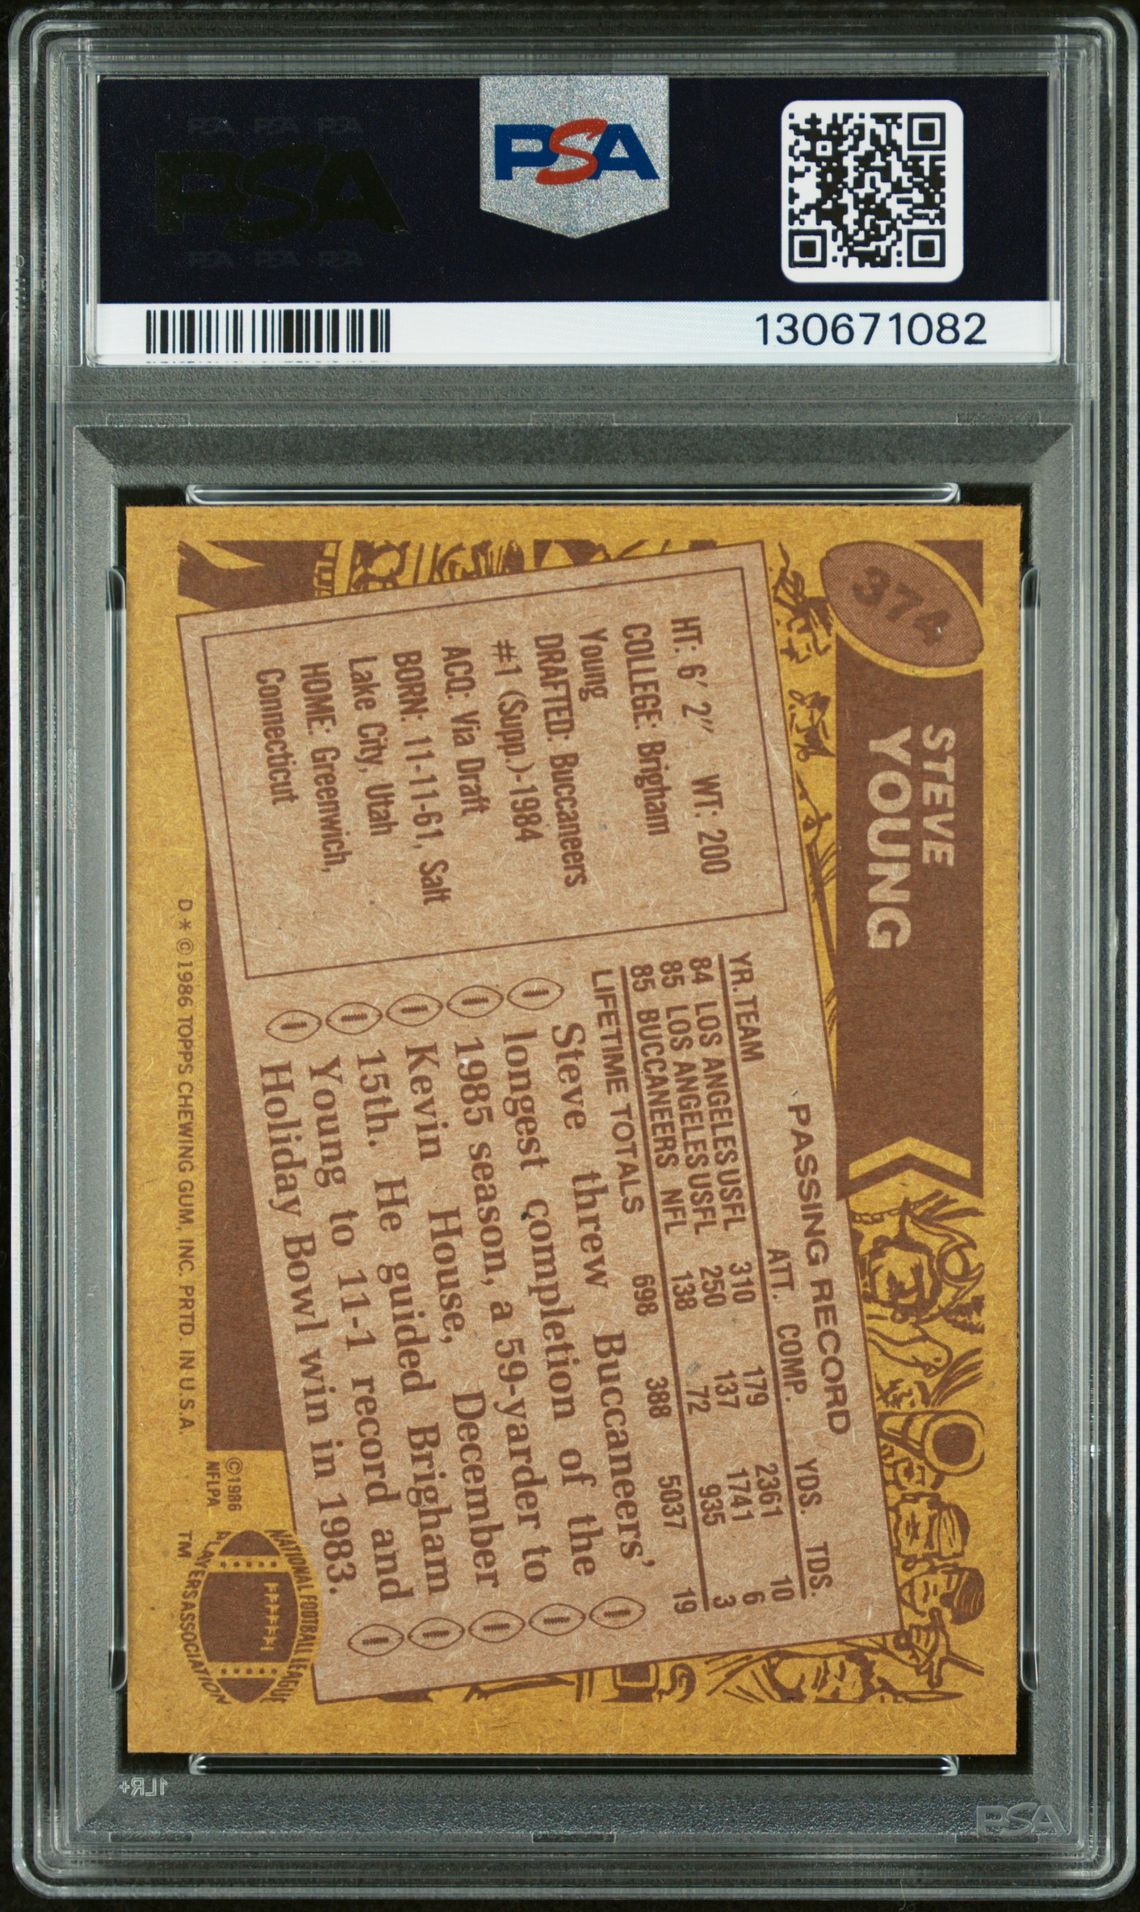 PSA PSA PSA
PSA
PSA PSA PSA
PSA
130671082
374
STEVE
YOUNG
HT: 6' 2" WT: 200
COLLEGE: Brigham
Young
DRAFTED: Buccaneers
#1 (Supp.)-1984
ACQ: Via Draft
BORN: 11-11-61, Salt
Lake City, Utah
HOME: Greenwich,
Connecticut
PASSING RECORD
YR. TEAM ATT. COMP. YDS. TDS.
84 LOS ANGELES USFL 310 179 2361 10
85 LOS ANGELES USFL 250 137 1741 6
85 BUCCANEERS NFL 138 72 935 3
LIFETIME TOTALS 698 388 5037 19
Steve threw Buccaneers'
longest completion of the
1985 season, a 59-yarder to
Kevin House, December
15th. He guided Brigham
Young to 11-1 record and
Holiday Bowl win in 1983.
D * © 1986 TOPPS CHEWING GUM, INC. PRTD. IN U.S.A.
© 1986
NFLPA
NATIONAL FOOTBALL LEAGUE
PLAYERS ASSOCIATION
TM
1LR+
PSA